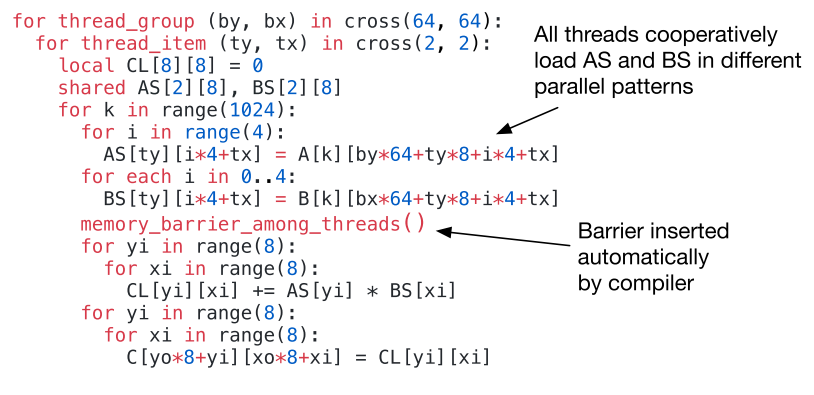 for thread_group (by, bx) in cross(64, 64):
  for thread_item (ty, tx) in cross(2, 2):
    local CL[8][8] = 0
    shared AS[2][8], BS[2][8]
    for k in range(1024):
      for i in range(4):
        AS[ty][i*4+tx] = A[k][by*64+ty*8+i*4+tx]
      for each i in 0..4:
        BS[ty][i*4+tx] = B[k][bx*64+ty*8+i*4+tx]
      memory_barrier_among_threads()
      for yi in range(8):
        for xi in range(8):
          CL[yi][xi] += AS[yi] * BS[xi]
      for yi in range(8):
        for xi in range(8):
          C[yo*8+yi][xo*8+xi] = CL[yi][xi]
All threads cooperatively
load AS and BS in different
parallel patterns
Barrier inserted
automatically
by compiler